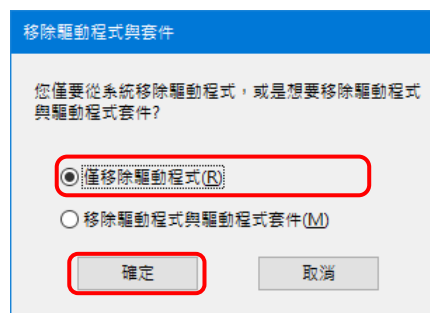 移除驅動程式與套件
您僅要從系統移除驅動程式，或是想要移除驅動程式
與驅動程式套件?
僅移除驅動程式(R)
移除驅動程式與驅動程式套件(M)
確定 取消